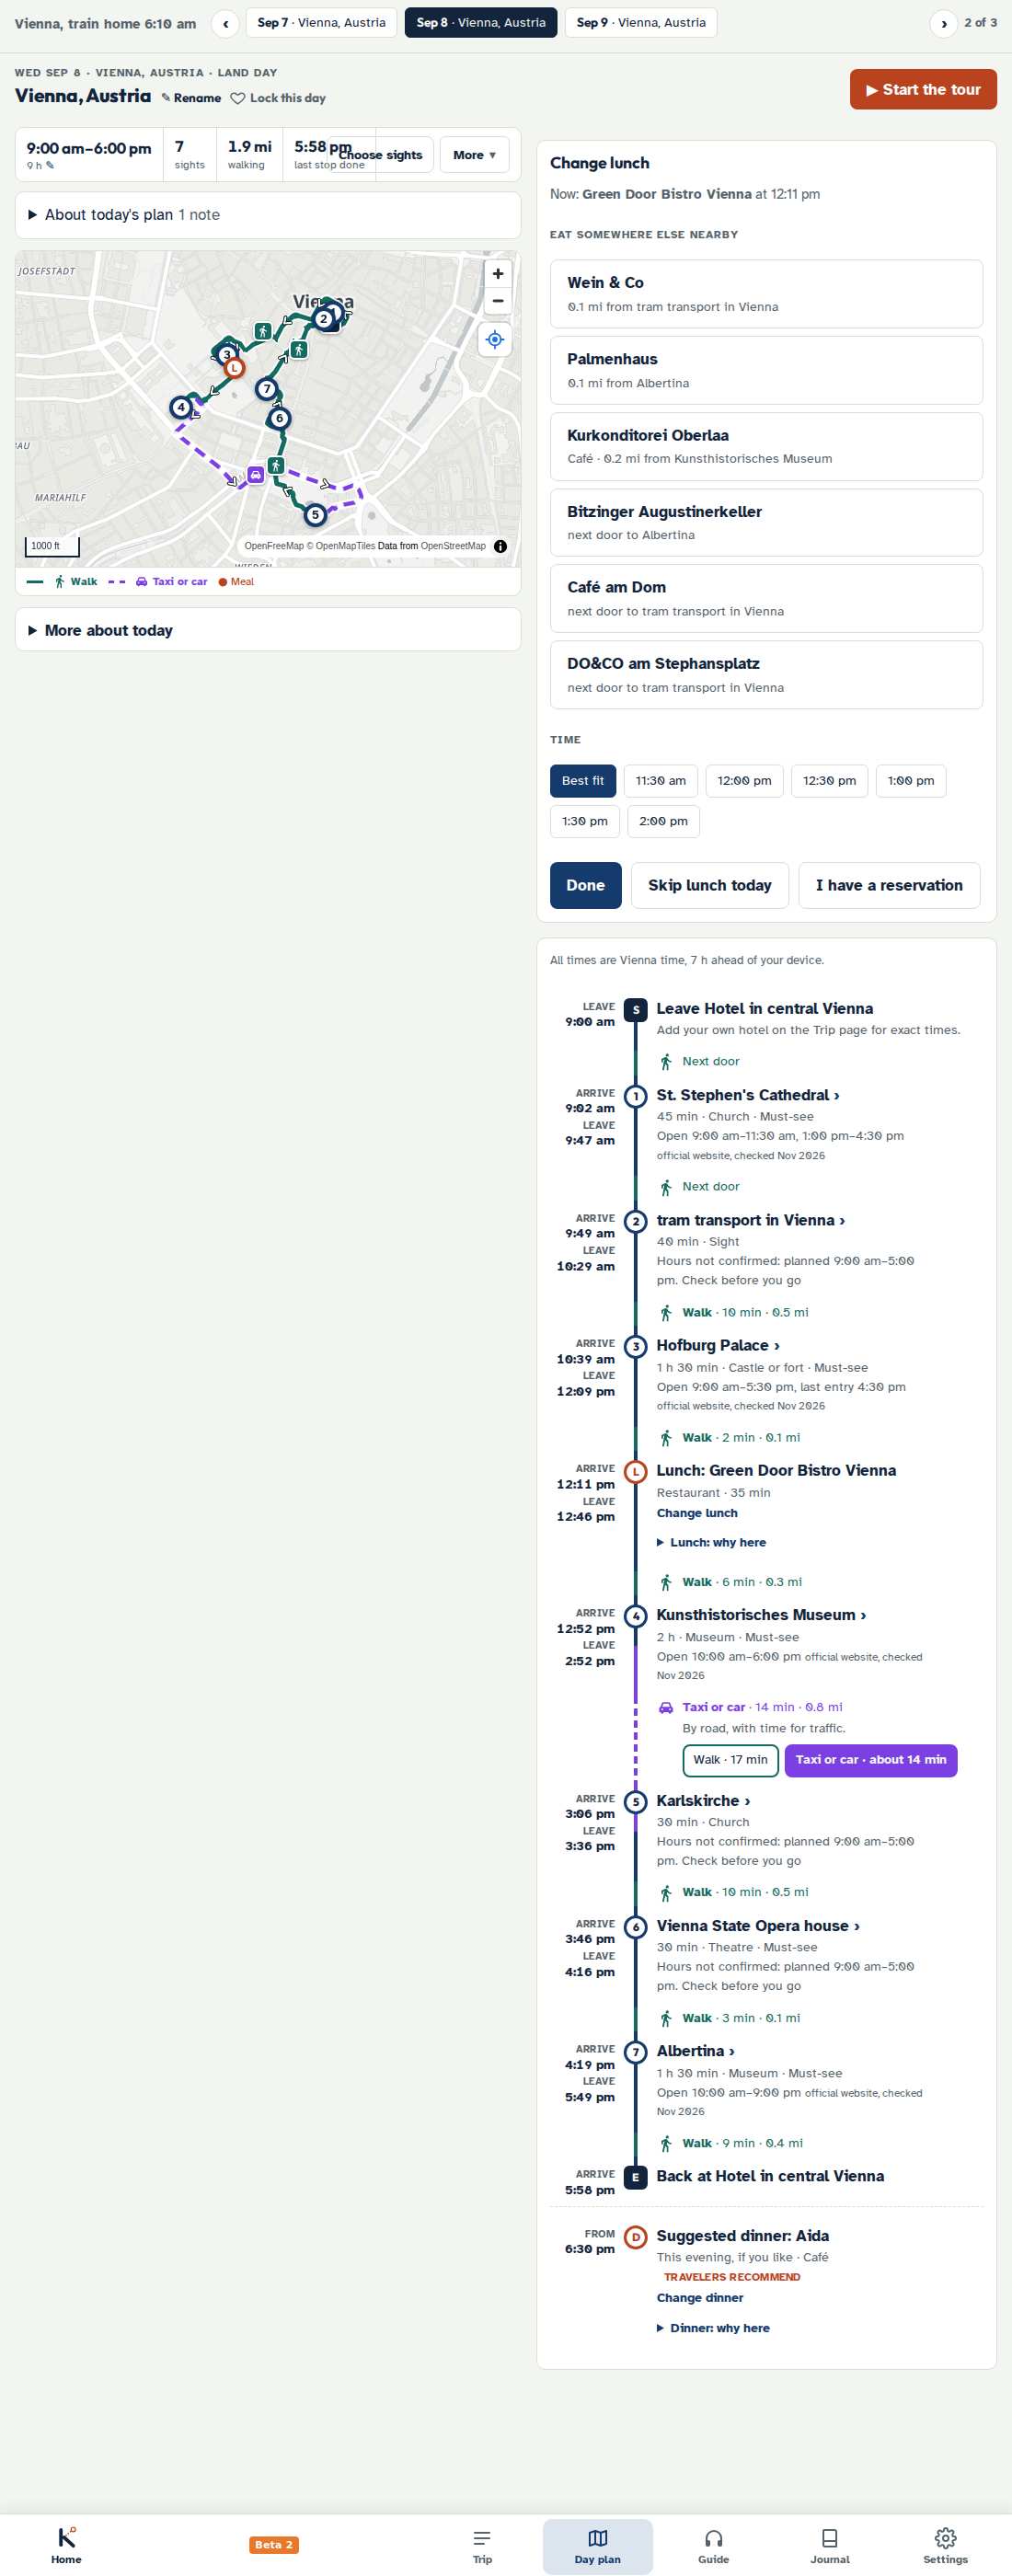 Vienna, train home 6:10 am
‹
Sep 7 · Vienna, Austria
Sep 8 · Vienna, Austria
Sep 9 · Vienna, Austria
›
2 of 3
WED SEP 8 · VIENNA, AUSTRIA · LAND DAY
Vienna, Austria
✎ Rename
Lock this day
▶ Start the tour
9:00 am–6:00 pm
9 h ✎
7
sights
1.9 mi
walking
5:58 pm
last stop done
Choose sights
More ▾
▶ About today's plan 1 note
JOSEFSTADT
Vienna
2
3
L
4
7
6
5
MARIAHILF
1000 ft
+
−
OpenFreeMap © OpenMapTiles Data from OpenStreetMap
Walk
Taxi or car
Meal
▶ More about today
Change lunch
Now: Green Door Bistro Vienna at 12:11 pm
EAT SOMEWHERE ELSE NEARBY
Wein & Co
0.1 mi from tram transport in Vienna
Palmenhaus
0.1 mi from Albertina
Kurkonditorei Oberlaa
Café · 0.2 mi from Kunsthistorisches Museum
Bitzinger Augustinerkeller
next door to Albertina
Café am Dom
next door to tram transport in Vienna
DO&CO am Stephansplatz
next door to tram transport in Vienna
TIME
Best fit
11:30 am
12:00 pm
12:30 pm
1:00 pm
1:30 pm
2:00 pm
Done
Skip lunch today
I have a reservation
All times are Vienna time, 7 h ahead of your device.
LEAVE
9:00 am
S
Leave Hotel in central Vienna
Add your own hotel on the Trip page for exact times.
Next door
ARRIVE
9:02 am
LEAVE
9:47 am
1
St. Stephen's Cathedral ›
45 min · Church · Must-see
Open 9:00 am–11:30 am, 1:00 pm–4:30 pm
official website, checked Nov 2026
Next door
ARRIVE
9:49 am
LEAVE
10:29 am
2
tram transport in Vienna ›
40 min · Sight
Hours not confirmed: planned 9:00 am–5:00
pm. Check before you go
Walk · 10 min · 0.5 mi
ARRIVE
10:39 am
LEAVE
12:09 pm
3
Hofburg Palace ›
1 h 30 min · Castle or fort · Must-see
Open 9:00 am–5:30 pm, last entry 4:30 pm
official website, checked Nov 2026
Walk · 2 min · 0.1 mi
ARRIVE
12:11 pm
LEAVE
12:46 pm
L
Lunch: Green Door Bistro Vienna
Restaurant · 35 min
Change lunch
▶ Lunch: why here
Walk · 6 min · 0.3 mi
ARRIVE
12:52 pm
LEAVE
2:52 pm
4
Kunsthistorisches Museum ›
2 h · Museum · Must-see
Open 10:00 am–6:00 pm official website, checked
Nov 2026
Taxi or car · 14 min · 0.8 mi
By road, with time for traffic.
Walk · 17 min
Taxi or car · about 14 min
ARRIVE
3:06 pm
LEAVE
3:36 pm
5
Karlskirche ›
30 min · Church
Hours not confirmed: planned 9:00 am–5:00
pm. Check before you go
Walk · 10 min · 0.5 mi
ARRIVE
3:46 pm
LEAVE
4:16 pm
6
Vienna State Opera house ›
30 min · Theatre · Must-see
Hours not confirmed: planned 9:00 am–5:00
pm. Check before you go
Walk · 3 min · 0.1 mi
ARRIVE
4:19 pm
LEAVE
5:49 pm
7
Albertina ›
1 h 30 min · Museum · Must-see
Open 10:00 am–9:00 pm official website, checked
Nov 2026
Walk · 9 min · 0.4 mi
ARRIVE
5:58 pm
E
Back at Hotel in central Vienna
FROM
6:30 pm
D
Suggested dinner: Aida
This evening, if you like · Café
TRAVELERS RECOMMEND
Change dinner
▶ Dinner: why here
Home
Beta 2
Trip
Day plan
Guide
Journal
Settings